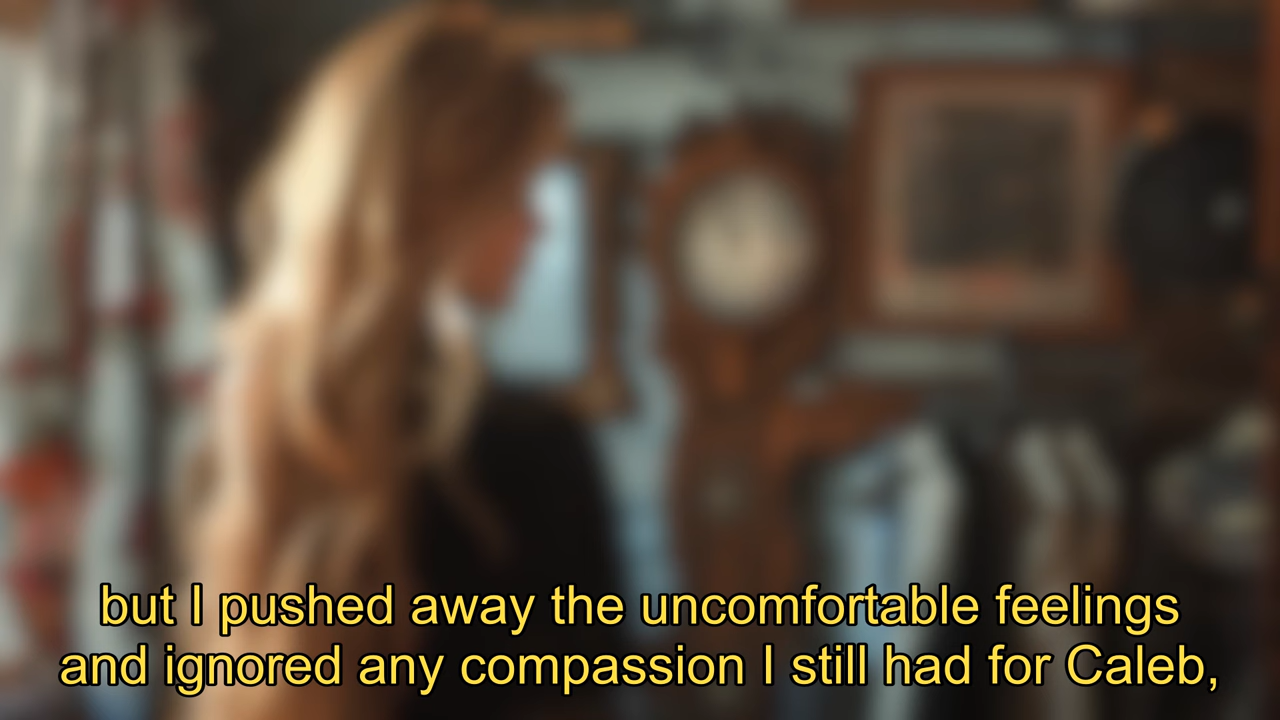 but I pushed away the uncomfortable feelings
and ignored any compassion I still had for Caleb,